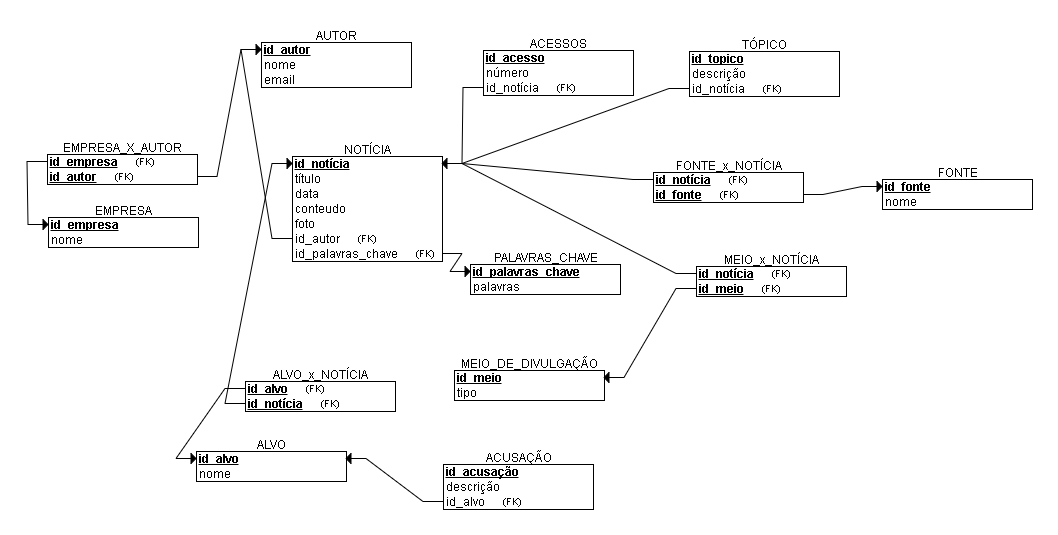 AUTOR
id_autor
nome
email
ACESSOS
id_acesso
número
id_notícia (FK)
TÓPICO
id_topico
descrição
id_notícia (FK)
EMPRESA_X_AUTOR
id_empresa (FK)
id_autor (FK)
EMPRESA
id_empresa
nome
NOTÍCIA
id_notícia
título
data
conteudo
foto
id_autor (FK)
id_palavras_chave (FK)
FONTE_x_NOTÍCIA
id_notícia (FK)
id_fonte (FK)
FONTE
id_fonte
nome
PALAVRAS_CHAVE
id_palavras_chave
palavras
MEIO_x_NOTÍCIA
id_notícia (FK)
id_meio (FK)
MEIO_DE_DIVULGAÇÃO
id_meio
tipo
ALVO_x_NOTÍCIA
id_alvo (FK)
id_notícia (FK)
ALVO
id_alvo
nome
ACUSAÇÃO
id_acusação
descrição
id_alvo (FK)